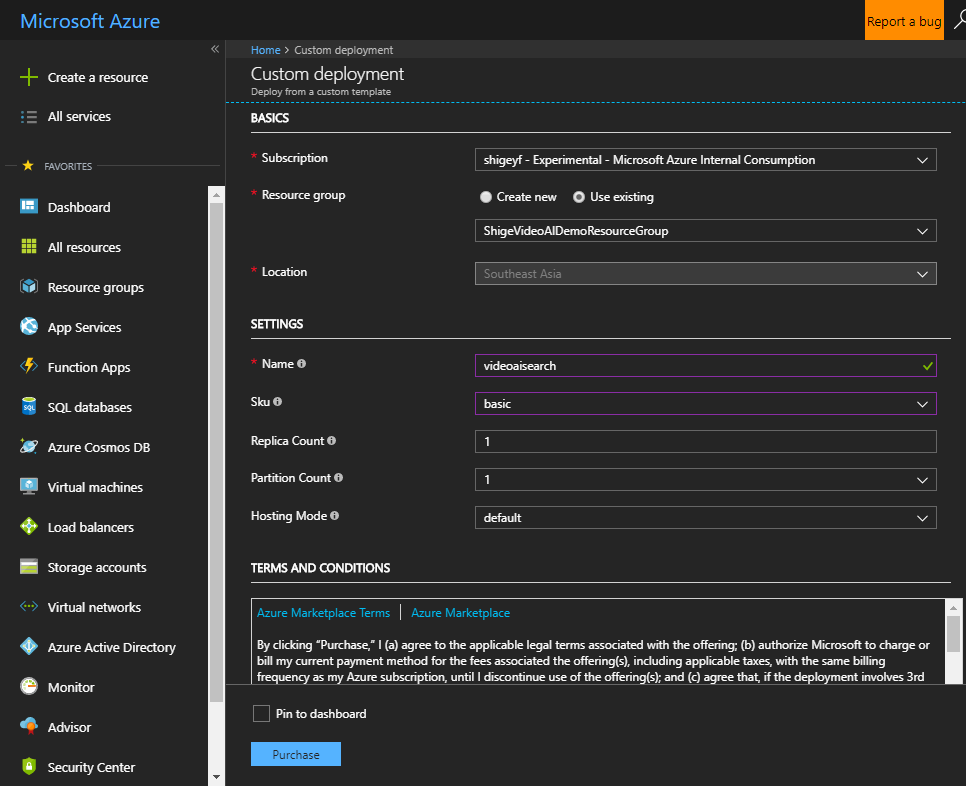 Microsoft Azure
Report a bug
Create a resource
All services
FAVORITES
Dashboard
All resources
Resource groups
App Services
Function Apps
SQL databases
Azure Cosmos DB
Virtual machines
Load balancers
Storage accounts
Virtual networks
Azure Active Directory
Monitor
Advisor
Security Center
Home > Custom deployment
Custom deployment
Deploy from a custom template
BASICS
* Subscription
shigeyf - Experimental - Microsoft Azure Internal Consumption
* Resource group
Create new Use existing
ShigeVideoAIDemoResourceGroup
* Location
Southeast Asia
SETTINGS
* Name
videoaisearch
Sku
basic
Replica Count
1
Partition Count
1
Hosting Mode
default
TERMS AND CONDITIONS
Azure Marketplace Terms | Azure Marketplace
By clicking “Purchase,” I (a) agree to the applicable legal terms associated with the offering; (b) authorize Microsoft to charge or
bill my current payment method for the fees associated the offering(s), including applicable taxes, with the same billing
frequency as my Azure subscription, until I discontinue use of the offering(s); and (c) agree that, if the deployment involves 3rd
Pin to dashboard
Purchase